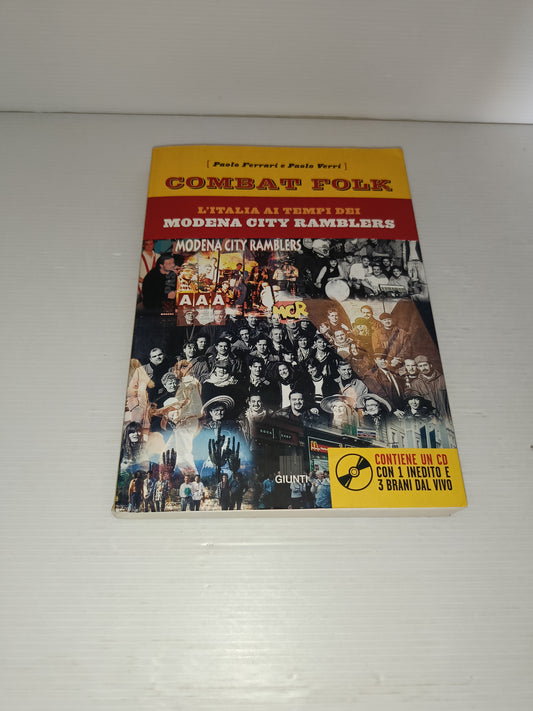 [ Paolo Ferrari e Paolo Verri ]
COMBAT FOLK
L'ITALIA AI TEMPI DEI
MODENA CITY RAMBLERS
MODENA CITY RAMBLERS
A A A
MCR
GIUNTI
CONTIENE UN CD
CON 1 INEDITO E
3 BRANI DAL VIVO